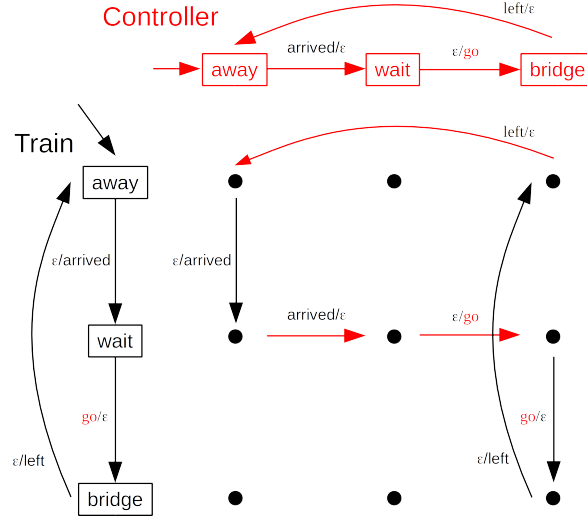 Controller
left/ε
arrived/ε
ε/go
away
wait
bridge
Train
left/ε
away
ε/arrived
ε/arrived
arrived/ε
ε/go
wait
go/ε
go/ε
ε/left
ε/left
bridge